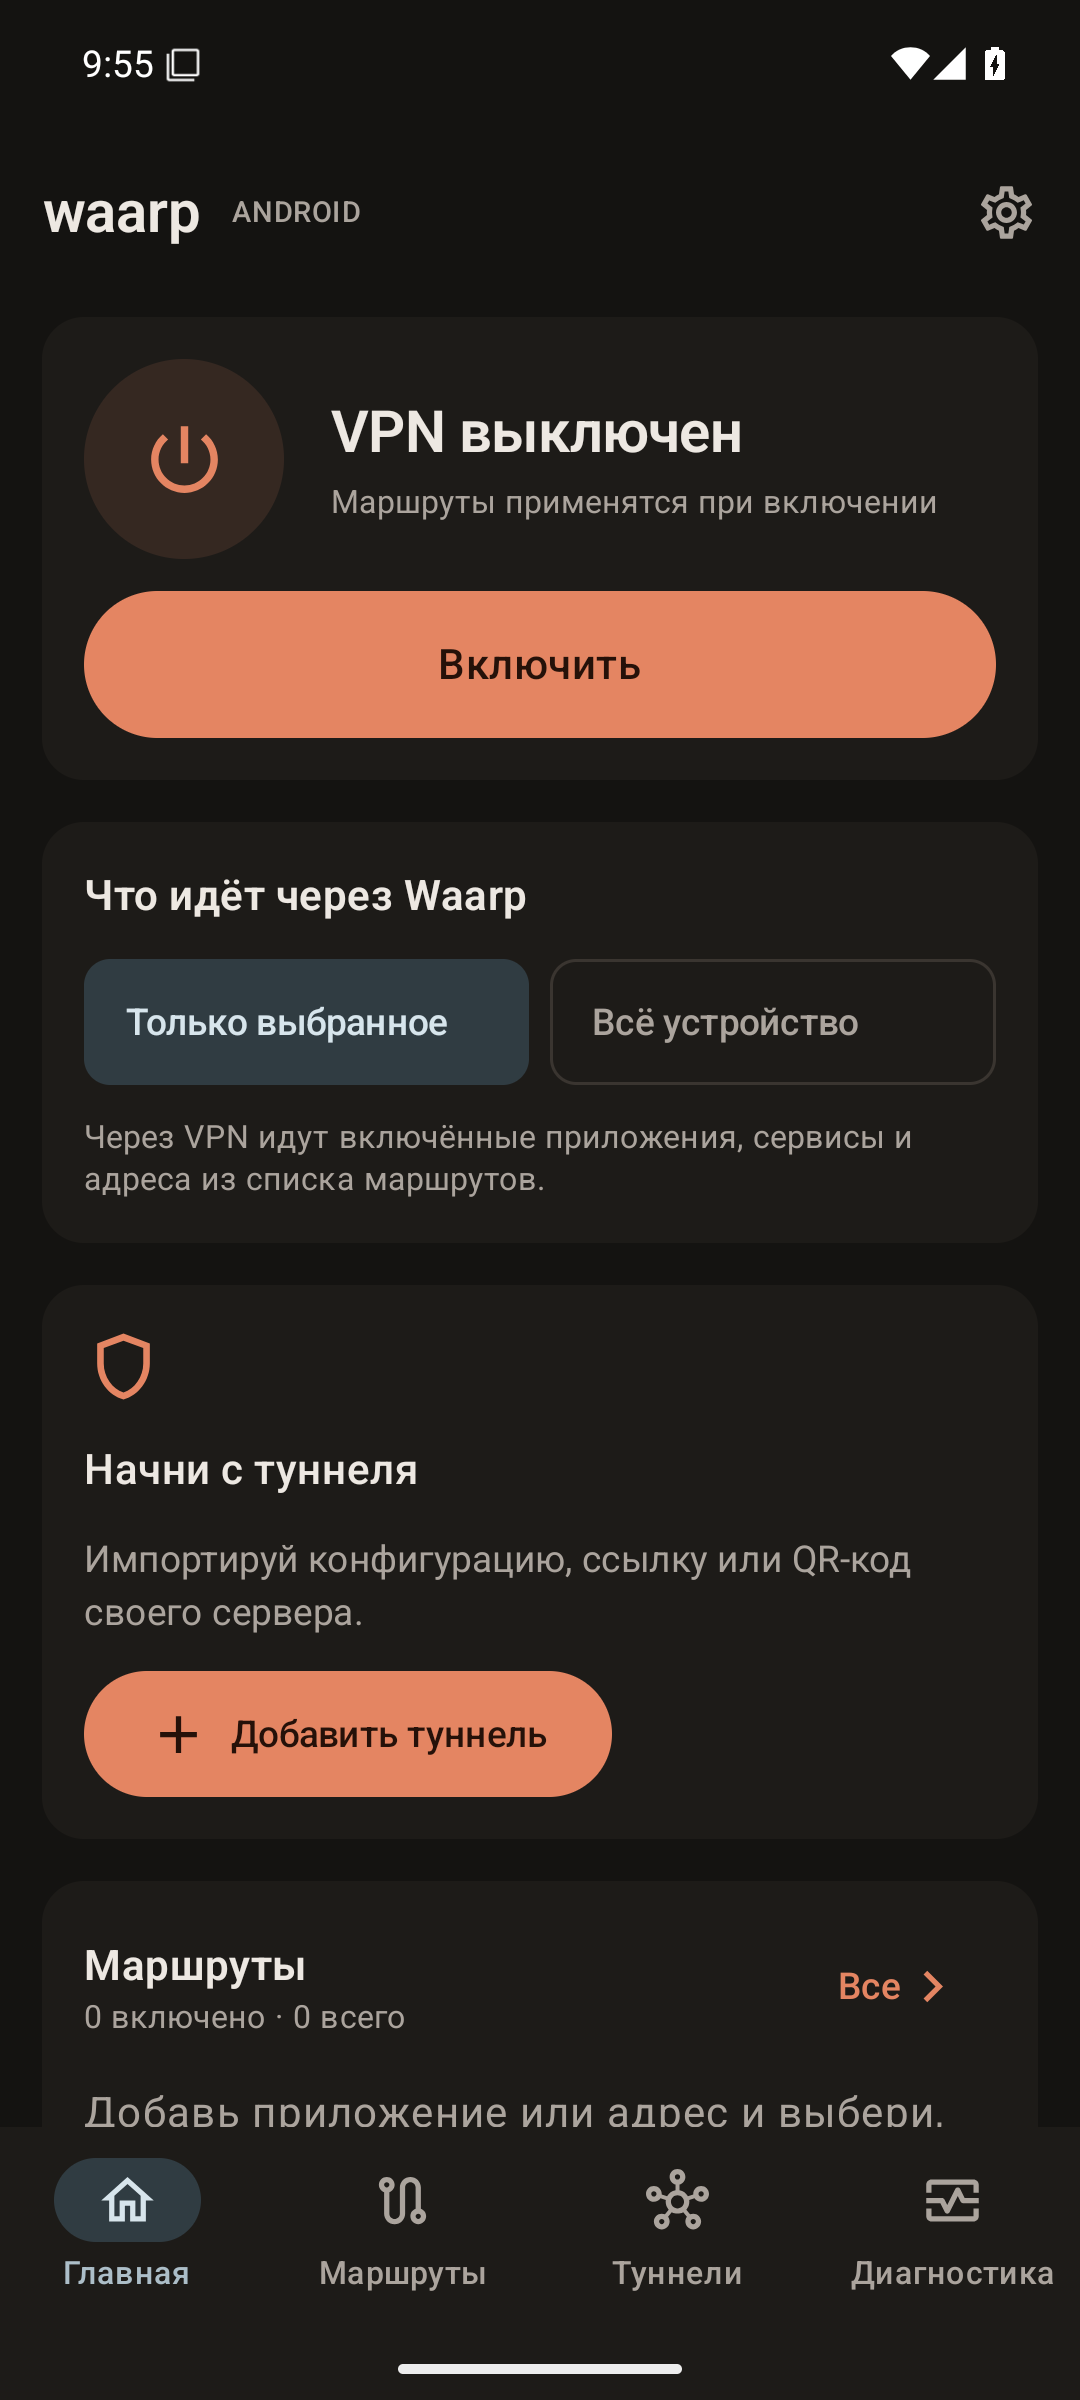 9:55
waarp ANDROID
VPN выключен
Маршруты применятся при включении
Включить
Что идёт через Waarp
Только выбранное
Всё устройство
Через VPN идут включённые приложения, сервисы и
адреса из списка маршрутов.
Начни с туннеля
Импортируй конфигурацию, ссылку или QR-код
своего сервера.
Добавить туннель
Маршруты
Все
0 включено · 0 всего
Добавь приложение или адрес и выбери.
Главная
Маршруты
Туннели
Диагностика